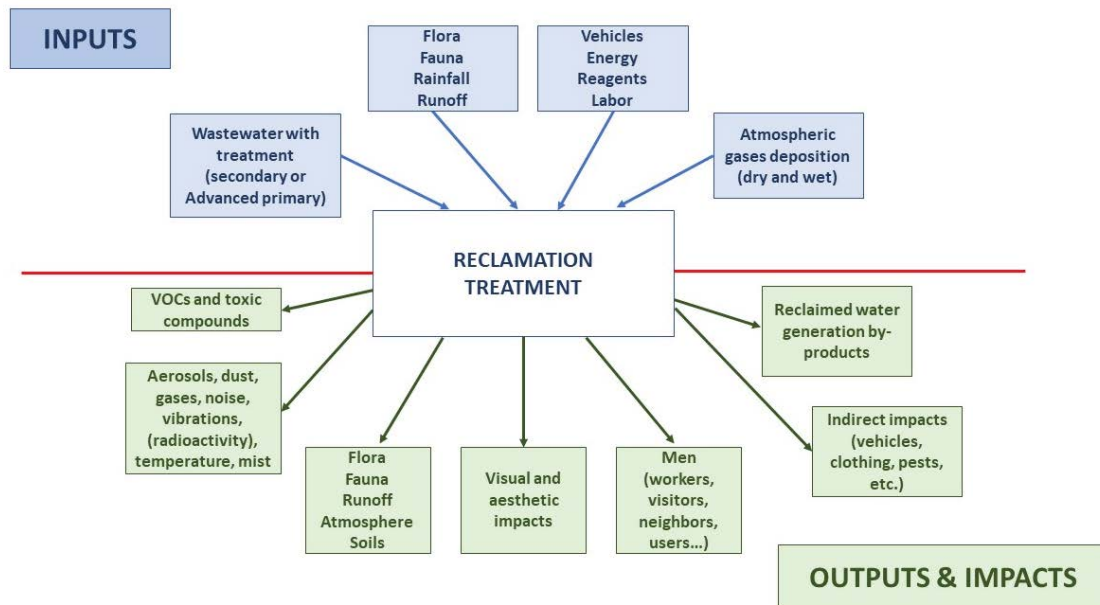 INPUTS
Flora
Fauna
Rainfall
Runoff
Vehicles
Energy
Reagents
Labor
Wastewater with
treatment
(secondary or
Advanced primary)
Atmospheric
gases deposition
(dry and wet)
RECLAMATION
TREATMENT
VOCs and toxic
compounds
Reclaimed water
generation by-
products
Aerosols, dust,
gases, noise,
vibrations,
(radioactivity),
temperature, mist
Flora
Fauna
Runoff
Atmosphere
Soils
Visual and
aesthetic
impacts
Men
(workers,
visitors,
neighbors,
users...)
Indirect impacts
(vehicles,
clothing, pests,
etc.)
OUTPUTS & IMPACTS